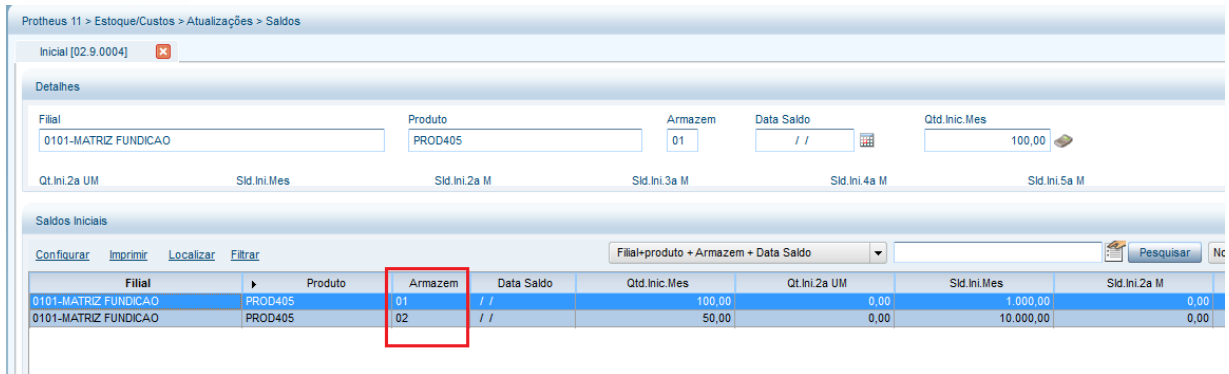 Protheus 11 > Estoque/Custos > Atualizações > Saldos
Inicial [02.9.0004]
Detalhes
Filial Produto Armazem Data Saldo Qtd.Inic.Mes
0101-MATRIZ FUNDICAO PROD405 01 / / 100,00
Qt.Ini.2a UM Sld.Ini.Mes Sld.Ini.2a M Sld.Ini.3a M Sld.Ini.4a M Sld.Ini.5a M
Saldos Iniciais
Configurar Imprimir Localizar Filtrar Filial+produto + Armazem + Data Saldo Pesquisar No
Filial Produto Armazem Data Saldo Qtd.Inic.Mes Qt.Ini.2a UM Sld.Ini.Mes Sld.Ini.2a M
0101-MATRIZ FUNDICAO PROD405 01 / / 100,00 0,00 1.000,00 0,00
0101-MATRIZ FUNDICAO PROD405 02 / / 50,00 0,00 10.000,00 0,00